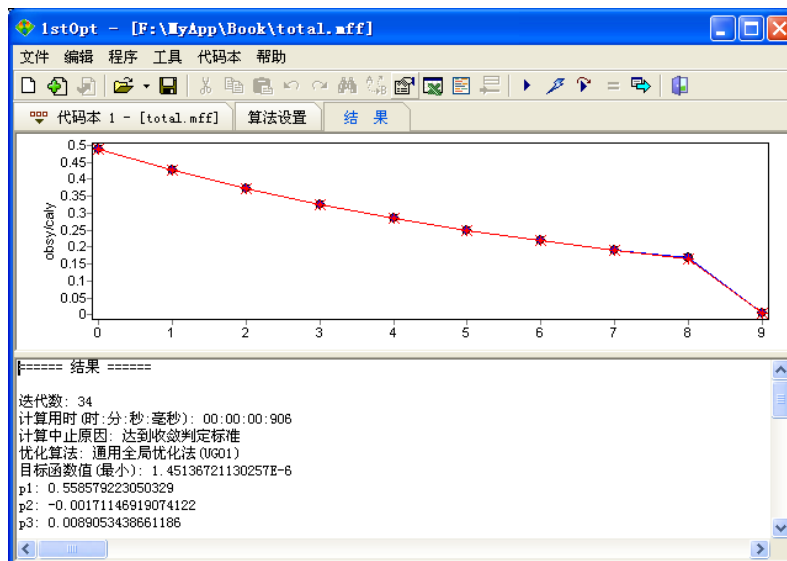 1stOpt - [F:\MyApp\Book\total.mff]
文件 编辑 程序 工具 代码本 帮助
代码本 1 - [total.mff] 算法设置 结 果
obsy/caly
0.5
0.45
0.4
0.35
0.3
0.25
0.2
0.15
0.1
0.05
0
0 1 2 3 4 5 6 7 8 9
====== 结果 ======
迭代数: 34
计算用时(时:分:秒:毫秒): 00:00:00:906
计算中止原因: 达到收敛判定标准
优化算法: 通用全局优化法(UGO1)
目标函数值(最小): 1.45136721130257E-6
p1: 0.558579223050329
p2: -0.00171146919074122
p3: 0.0089053438661186